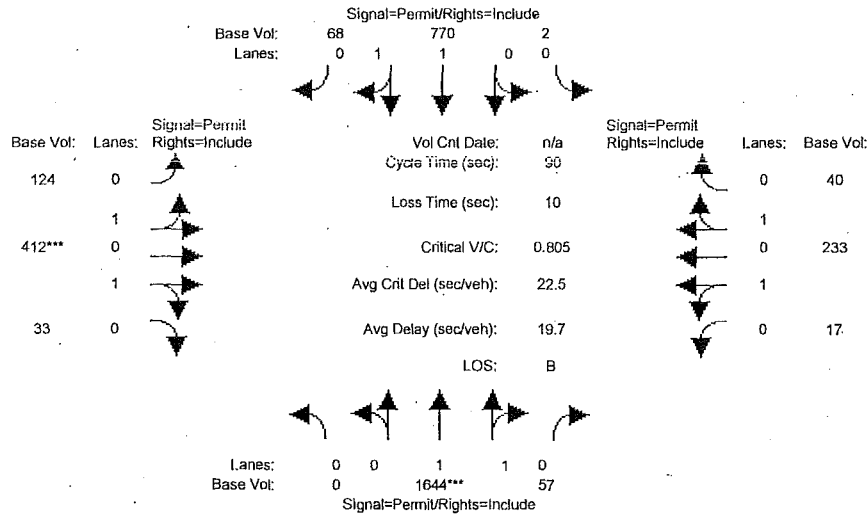 Signal=Permit/Rights=Include
Base Vol: 68 770 2
Lanes: 0 1 1 0 0
Signal=Permit
Base Vol: Lanes: Rights=Include
Vol Cnt Date: n/a
Signal=Permit
Rights=Include Lanes: Base Vol:
Cycle Time (sec): 90
124 0
0 40
Loss Time (sec): 10
1
1
412*** 0
Critical V/C: 0.805
0 233
1
Avg Crit Del (sec/veh): 22.5
1
33 0
Avg Delay (sec/veh): 19.7
0 17
LOS: B
Lanes: 0 0 1 1 0
Base Vol: 0 1644*** 57
Signal=Permit/Rights=Include